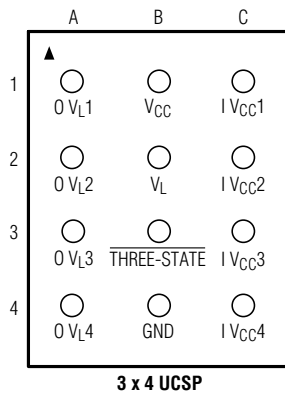 A B C
1
O VL1 VCC I VCC1
2
O VL2 VL I VCC2
3
O VL3 THREE-STATE I VCC3
4
O VL4 GND I VCC4
3 x 4 UCSP